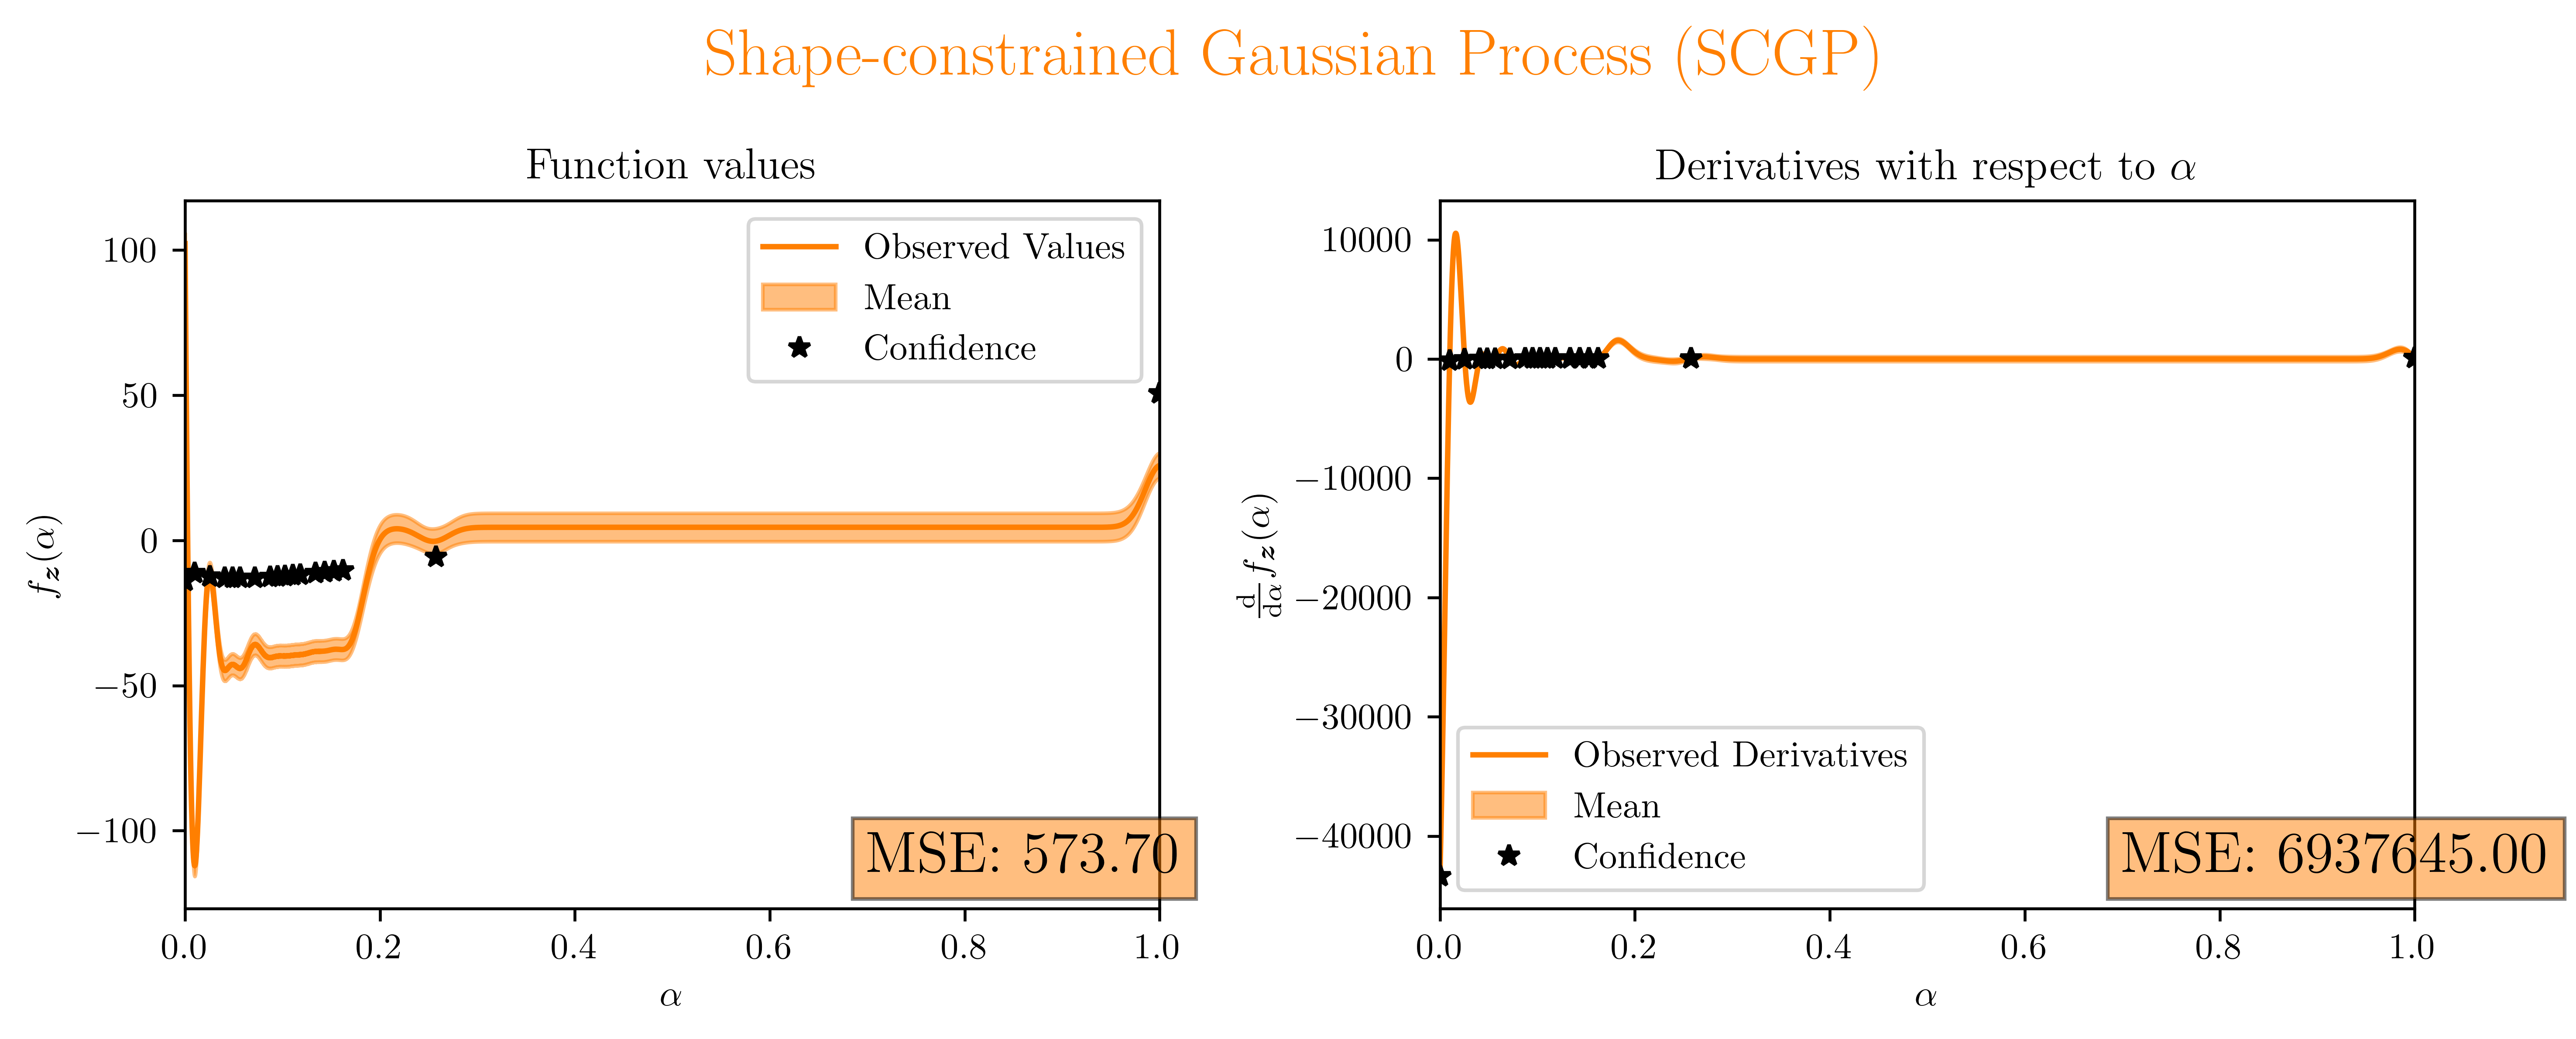 Shape-constrained Gaussian Process (SCGP)
Function values
100
50
0
−50
−100
f_z(α)
0.0 0.2 0.4 0.6 0.8 1.0
α
Observed Values
Mean
Confidence
MSE: 573.70
Derivatives with respect to α
10000
0
−10000
−20000
−30000
−40000
d/dα f_z(α)
0.0 0.2 0.4 0.6 0.8 1.0
α
Observed Derivatives
Mean
Confidence
MSE: 6937645.00